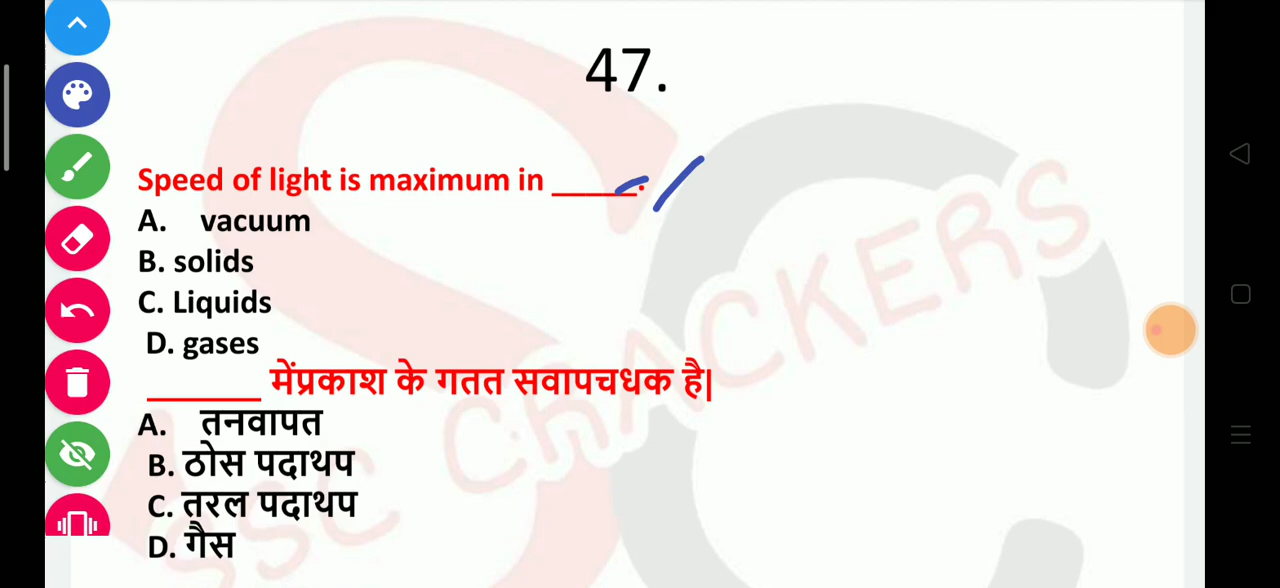 47.
Speed of light is maximum in ______.
A. vacuum
B. solids
C. Liquids
D. gases
______ मेंप्रकाश के गतत सवापचधक है|
A. तनवापत
B. ठोस पदाथप
C. तरल पदाथप
D. गैस
SSC CRACKERS